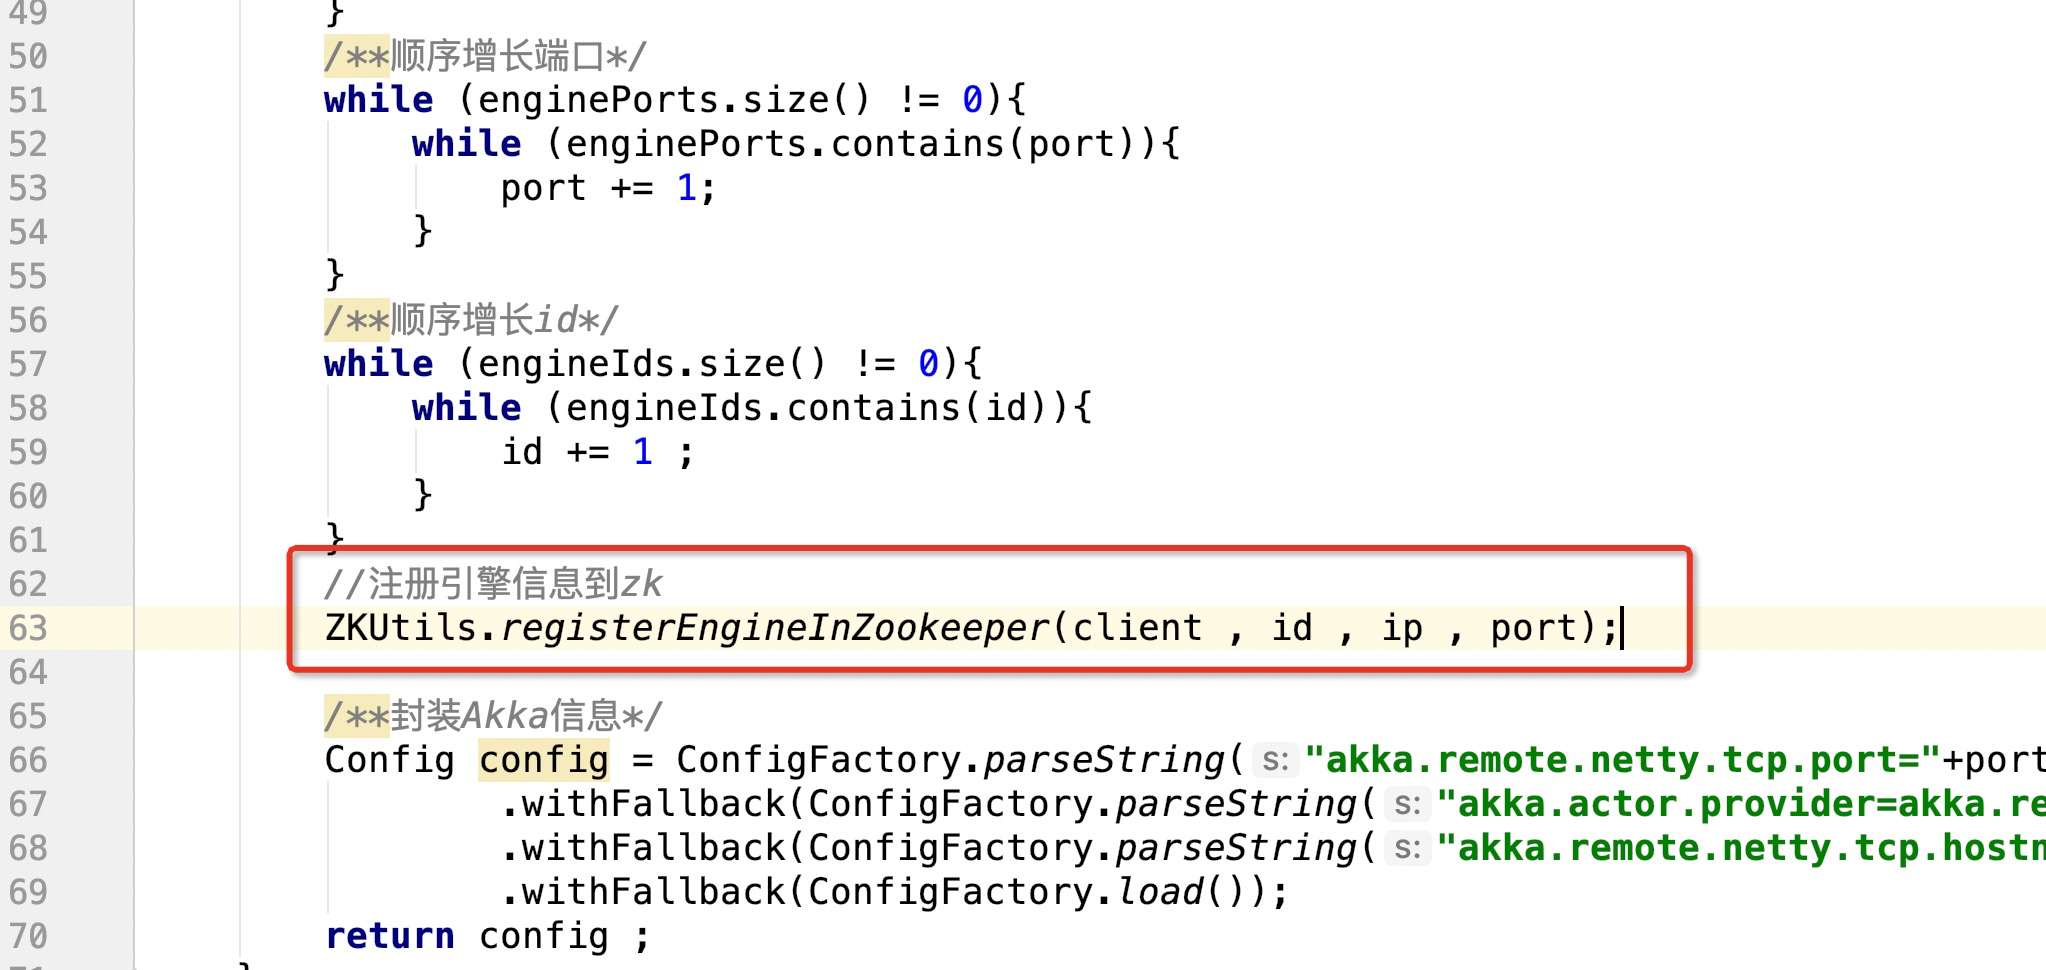 49 }
50 /**顺序增长端口*/
51 while (enginePorts.size() != 0){
52 while (enginePorts.contains(port)){
53 port += 1;
54 }
55 }
56 /**顺序增长id*/
57 while (engineIds.size() != 0){
58 while (engineIds.contains(id)){
59 id += 1 ;
60 }
61 }
62 //注册引擎信息到zk
63 ZKUtils.registerEngineInZookeeper(client , id , ip , port);
64
65 /**封装Akka信息*/
66 Config config = ConfigFactory.parseString( s: "akka.remote.netty.tcp.port="+port
67 .withFallback(ConfigFactory.parseString( s: "akka.actor.provider=akka.re
68 .withFallback(ConfigFactory.parseString( s: "akka.remote.netty.tcp.hostn
69 .withFallback(ConfigFactory.load());
70 return config ;